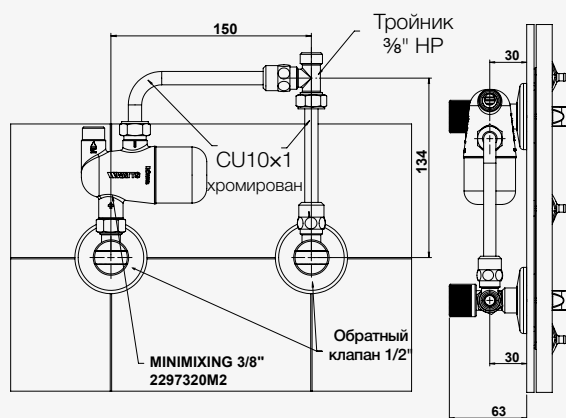 150
Тройник
⅜" НР
30
CU10×1
хромирован
134
WATTS
Обратный
клапан 1/2"
MINIMIXING 3/8"
2297320M2
30
63